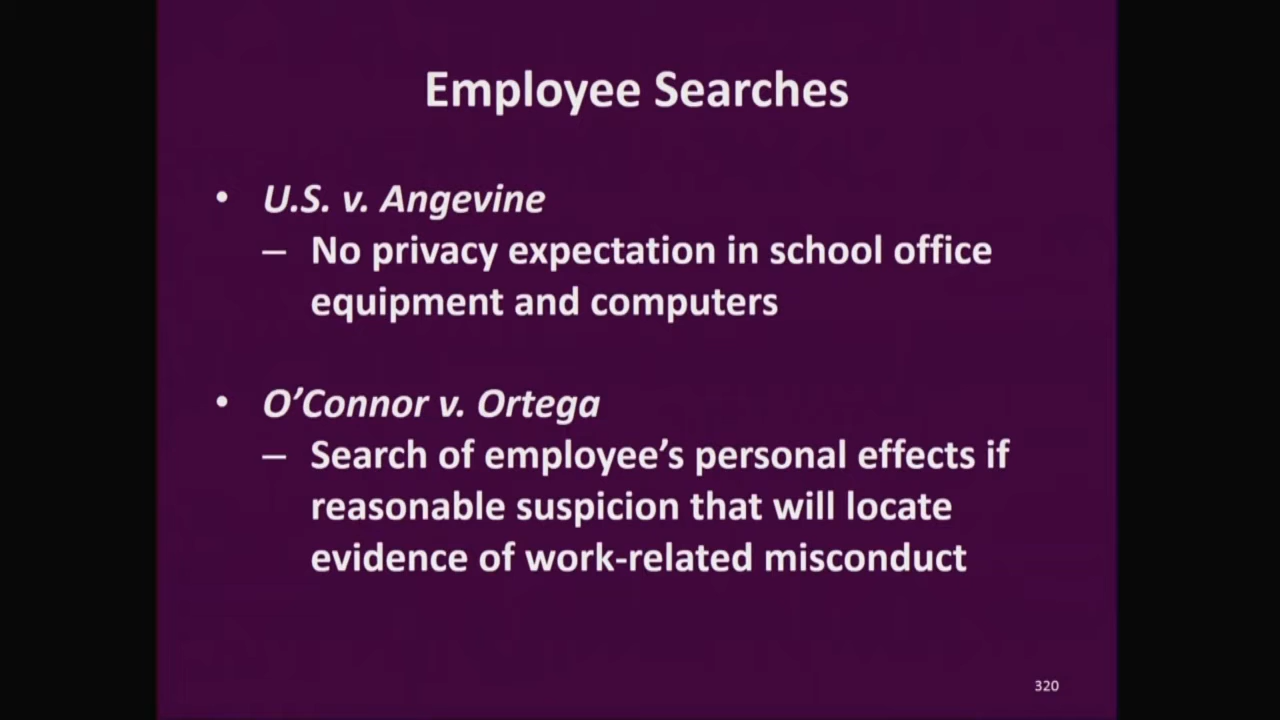 Employee Searches
• U.S. v. Angevine
– No privacy expectation in school office
equipment and computers
• O’Connor v. Ortega
– Search of employee’s personal effects if
reasonable suspicion that will locate
evidence of work-related misconduct
320